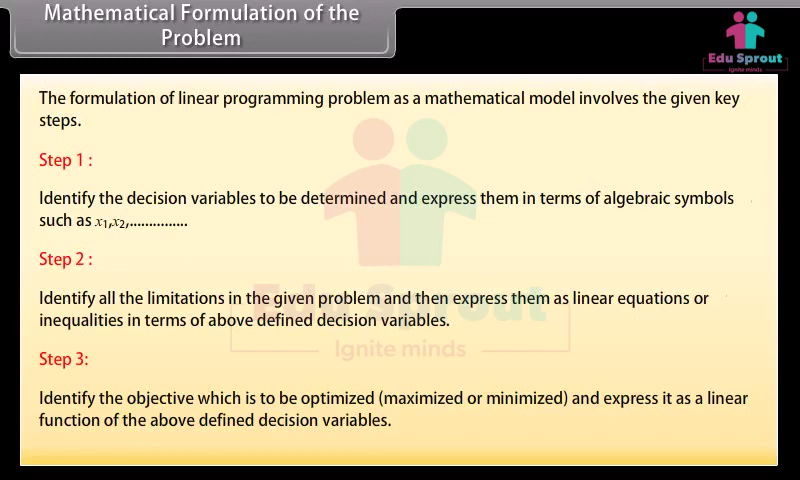 Mathematical Formulation of the
Problem
Edu Sprout
Ignite minds
The formulation of linear programming problem as a mathematical model involves the given key
steps.
Step 1 :
Identify the decision variables to be determined and express them in terms of algebraic symbols
such as x₁,x₂,...............
Step 2 :
Identify all the limitations in the given problem and then express them as linear equations or
inequalities in terms of above defined decision variables.
Edu Sprout
Ignite minds
Step 3:
Identify the objective which is to be optimized (maximized or minimized) and express it as a linear
function of the above defined decision variables.